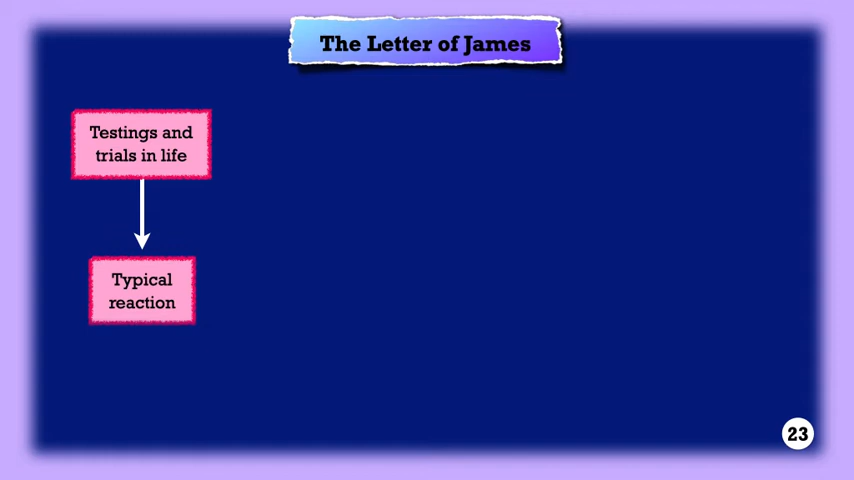 The Letter of James
Testings and
trials in life
Typical
reaction
23